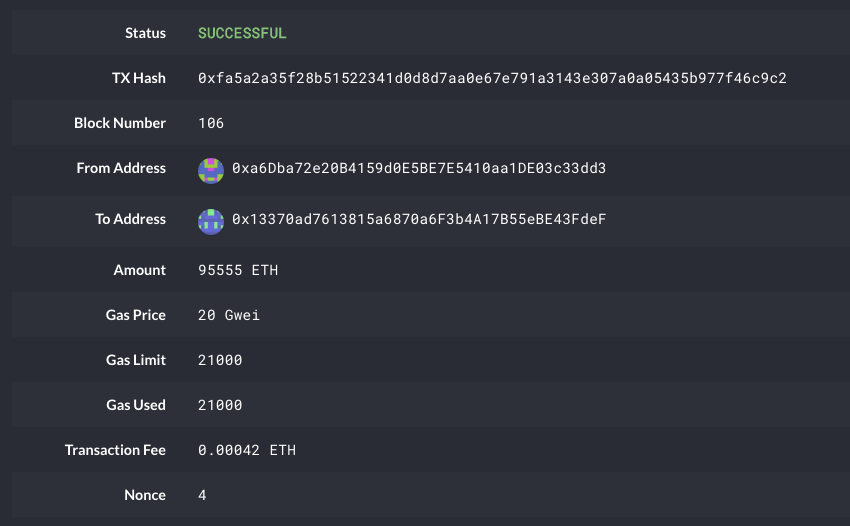 Status SUCCESSFUL
TX Hash 0xfa5a2a35f28b51522341d0d8d7aa0e67e791a3143e307a0a05435b977f46c9c2
Block Number 106
From Address 0xa6Dba72e20B4159d0E5BE7E5410aa1DE03c33dd3
To Address 0x13370ad7613815a6870a6F3b4A17B55eBE43FdeF
Amount 95555 ETH
Gas Price 20 Gwei
Gas Limit 21000
Gas Used 21000
Transaction Fee 0.00042 ETH
Nonce 4